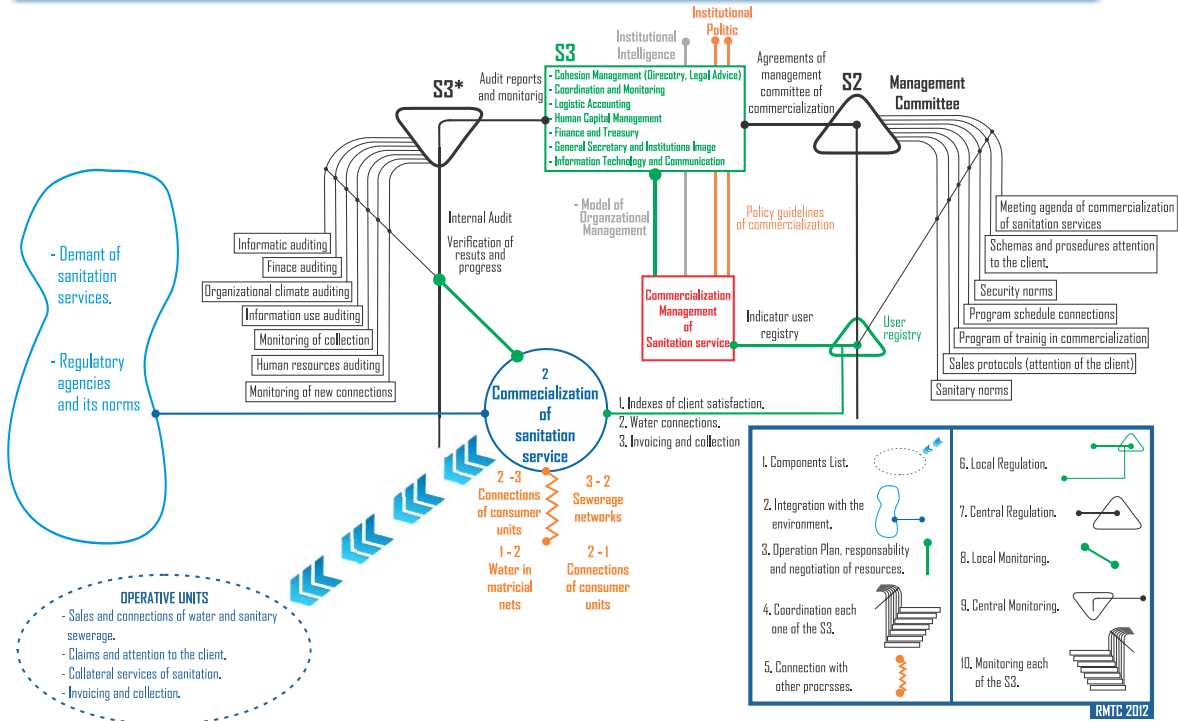 Institutional
Politic
Institutional
Intelligence
S3
- Cohesion Management (Direcotry, Legal Advice)
- Coordination and Monitoring
- Logistic Accounting
- Human Capital Management
- Finance and Treasury
- General Secretary and Instituciona Image
- Information Technology and Communication
Audit reports
and monitorig
S3*
Agreements of
management
committee of
commercialization
S2
Management
Committee
- Demant of
sanitation
services.
- Regulatory
agencies
and its norms
Informatic auditing
Finace auditing
Organizational climate auditing
Information use auditing
Monitoring of collection
Human resources auditing
Monitoring of new connections
Internal Audit
Verification of
resuts and
progress
- Model of
Organzational
Management
Policy guidelines
of commercialization
Commercialization
Management
of
Sanitation service
Indicator user
registry
User
registry
Meeting agenda of commercialization
of sanitation services
Schemas and prosedures attention
to the client.
Security norms
Program schedule connections
Program of trainig in commercialization
Sales protocols (attention of the client)
Sanitary norms
2
Commecialization
of
sanitation
service
1. Indexes of client satisfaction.
2. Water connections.
3. Invoicing and collection
2 -3
Connections
of consumer
units
3 - 2
Sewerage
networks
1 - 2
Water in
matricial
nets
2 - 1
Connections
of consumer
units
OPERATIVE UNITS
- Sales and connections of water and sanitary
sewerage.
- Claims and attention to the client.
- Collateral services of sanitation.
- Invoicing and collection.
1. Components List.
2. Integration with the
environment.
3. Operation Plan, responsability
and negotiation of resources.
4. Coordination each
one of the S3.
5. Connection with
other procrsses.
6. Local Regulation.
7. Central Regulation.
8. Local Monitoring.
9. Central Monitoring.
10. Monitoring each
of the S3.
RMTC 2012